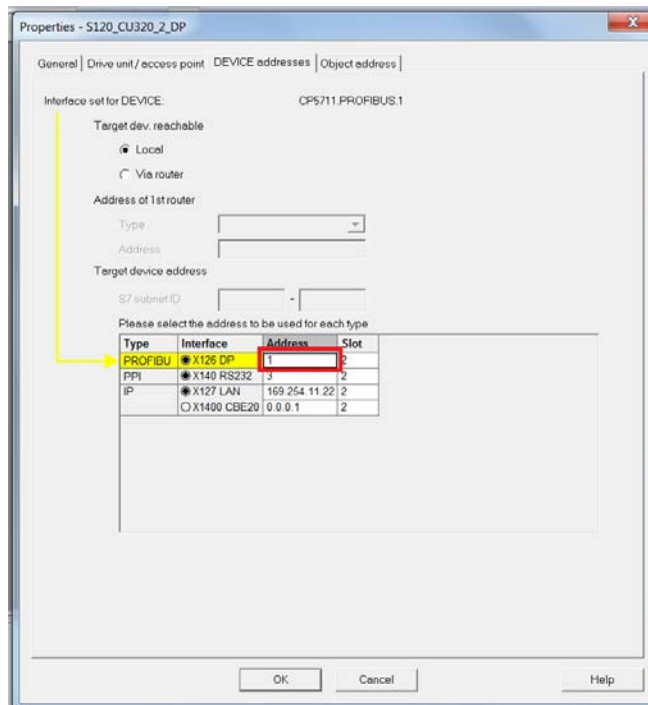 Properties - S120_CU320_2_DP
General Drive unit / access point DEVICE addresses Object address
Interface set for DEVICE: CP5711.PROFIBUS.1
Target dev. reachable
Local
Via router
Address of 1st router
Type
Address
Target device address
S7 subnet ID -
Please select the address to be used for each type
Type Interface Address Slot
PROFIBU X126 DP 1 2
PPI X140 RS232 3 2
IP X127 LAN 169.254.11.22 2
X1400 CBE20 0.0.0.1 2
OK Cancel Help